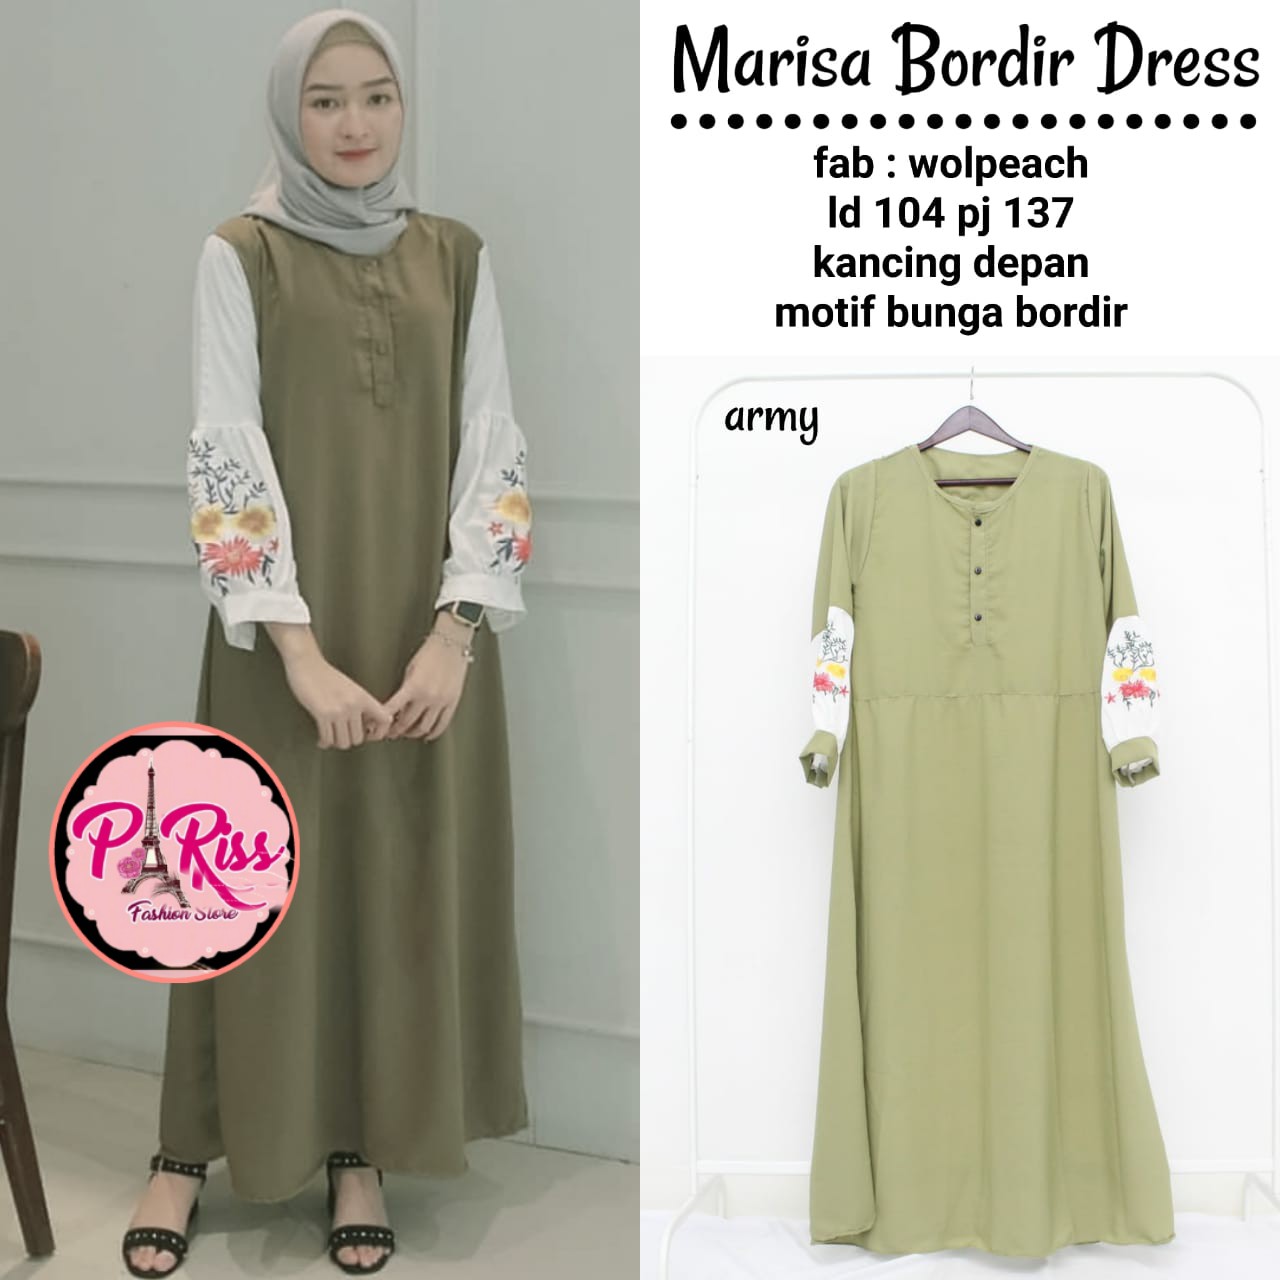 Marisa Bordir Dress
fab : wolpeach
ld 104 pj 137
kancing depan
motif bunga bordir
army
PARiss
Fashion Store